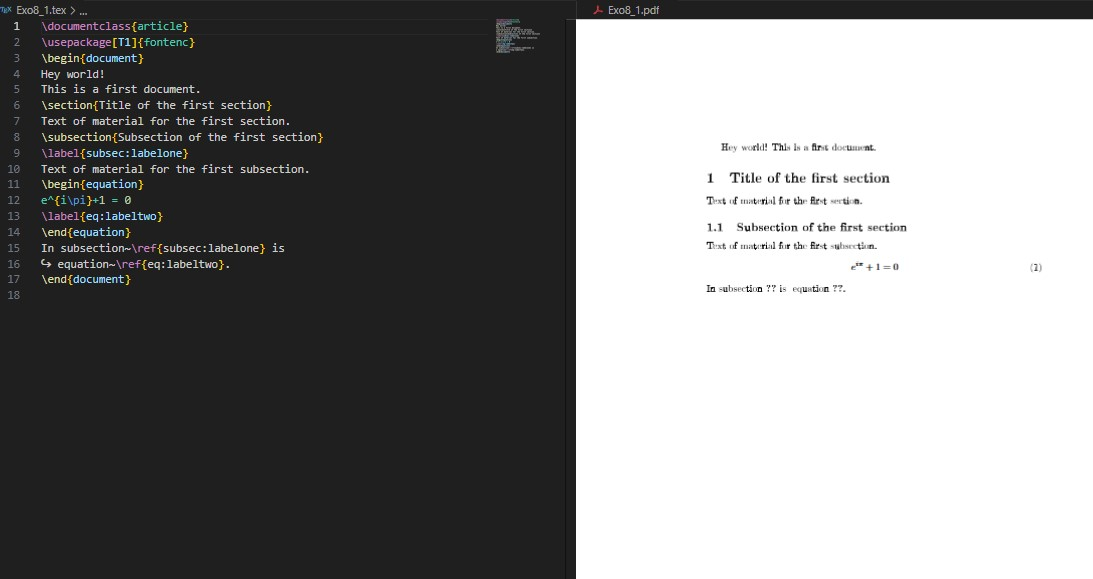 Exo8_1.tex > ...
1 \documentclass{article}
2 \usepackage[T1]{fontenc}
3 \begin{document}
4 Hey world!
5 This is a first document.
6 \section{Title of the first section}
7 Text of material for the first section.
8 \subsection{Subsection of the first section}
9 \label{subsec:labelone}
10 Text of material for the first subsection.
11 \begin{equation}
12 e^{i\pi}+1 = 0
13 \label{eq:labeltwo}
14 \end{equation}
15 In subsection~\ref{subsec:labelone} is
16 ↪ equation~\ref{eq:labeltwo}.
17 \end{document}
18
Exo8_1.pdf
Hey world! This is a first document.
1 Title of the first section
Text of material for the first section.
1.1 Subsection of the first section
Text of material for the first subsection.
e^{iπ} + 1 = 0 (1)
In subsection ?? is equation ??.